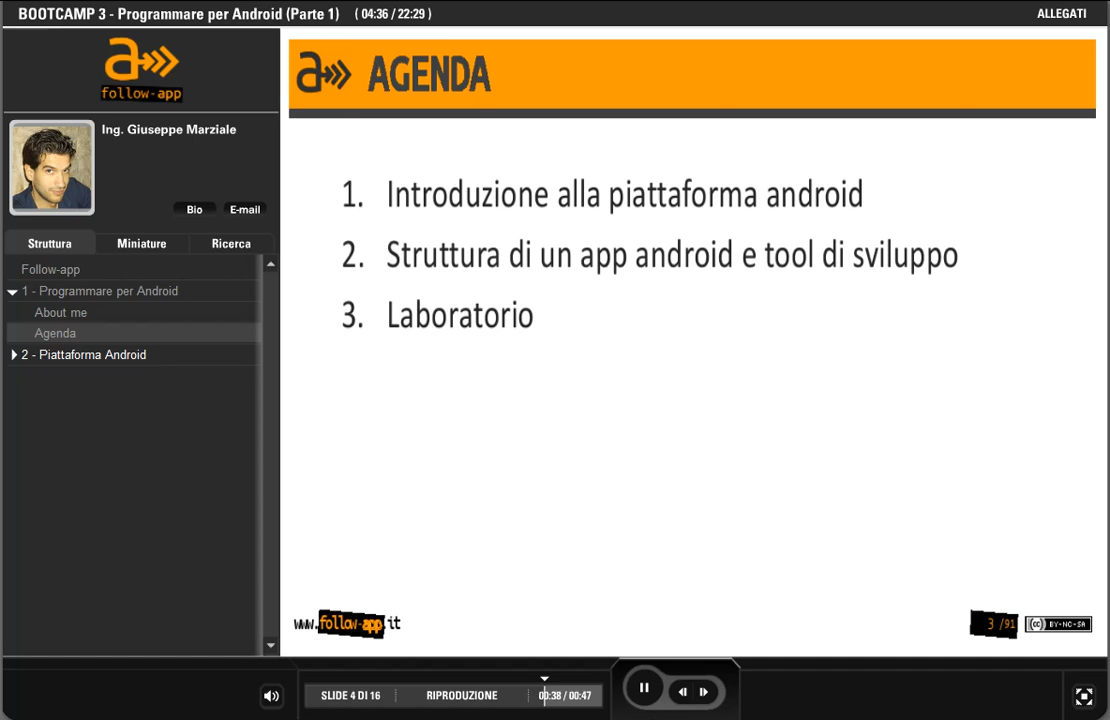 BOOTCAMP 3 - Programmare per Android (Parte 1) ( 04:36 / 22:29 )
ALLEGATI
a
follow-app
Ing. Giuseppe Marziale
Bio
E-mail
Struttura
Miniature
Ricerca
Follow-app
1 - Programmare per Android
About me
Agenda
2 - Piattaforma Android
a AGENDA
1. Introduzione alla piattaforma android
2. Struttura di un app android e tool di sviluppo
3. Laboratorio
www.follow-app.it
3 /91
(cc) BY-NC-SA
SLIDE 4 DI 16
RIPRODUZIONE
00:38 / 00:47